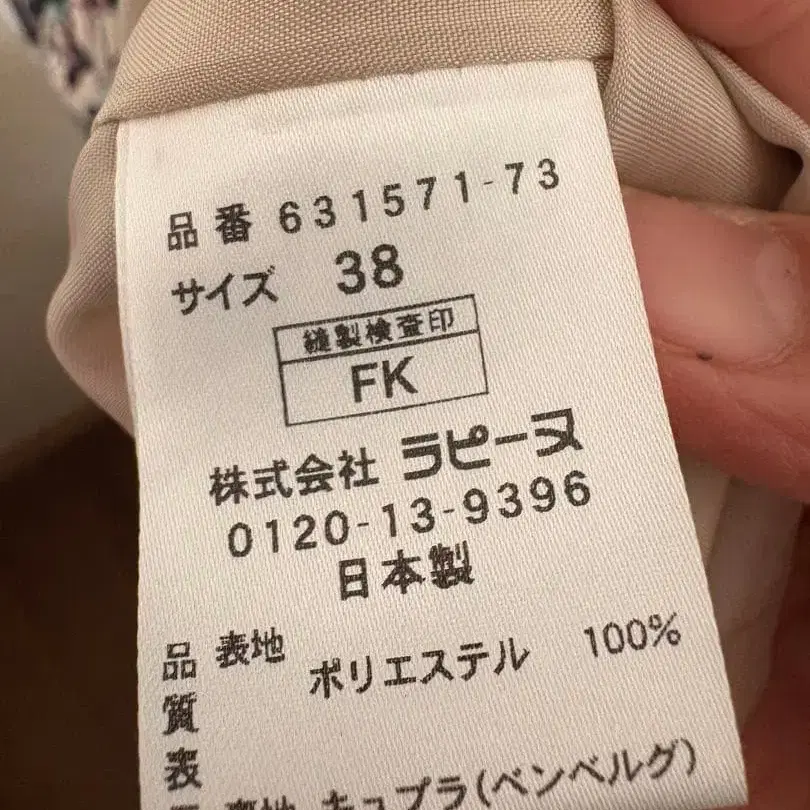 品番 631571-73
サイズ 38
縫製検査印
FK
株式会社 ラピーヌ
0120-13-9396
日本製
品質表
表地 ポリエステル 100%
キュプラ(ベンベルグ)